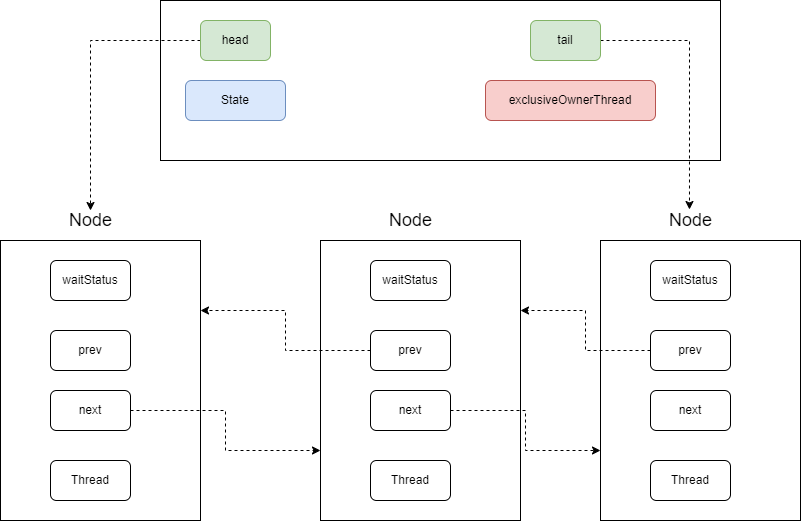 head
tail
State
exclusiveOwnerThread
Node
Node
Node
waitStatus
waitStatus
waitStatus
prev
prev
prev
next
next
next
Thread
Thread
Thread